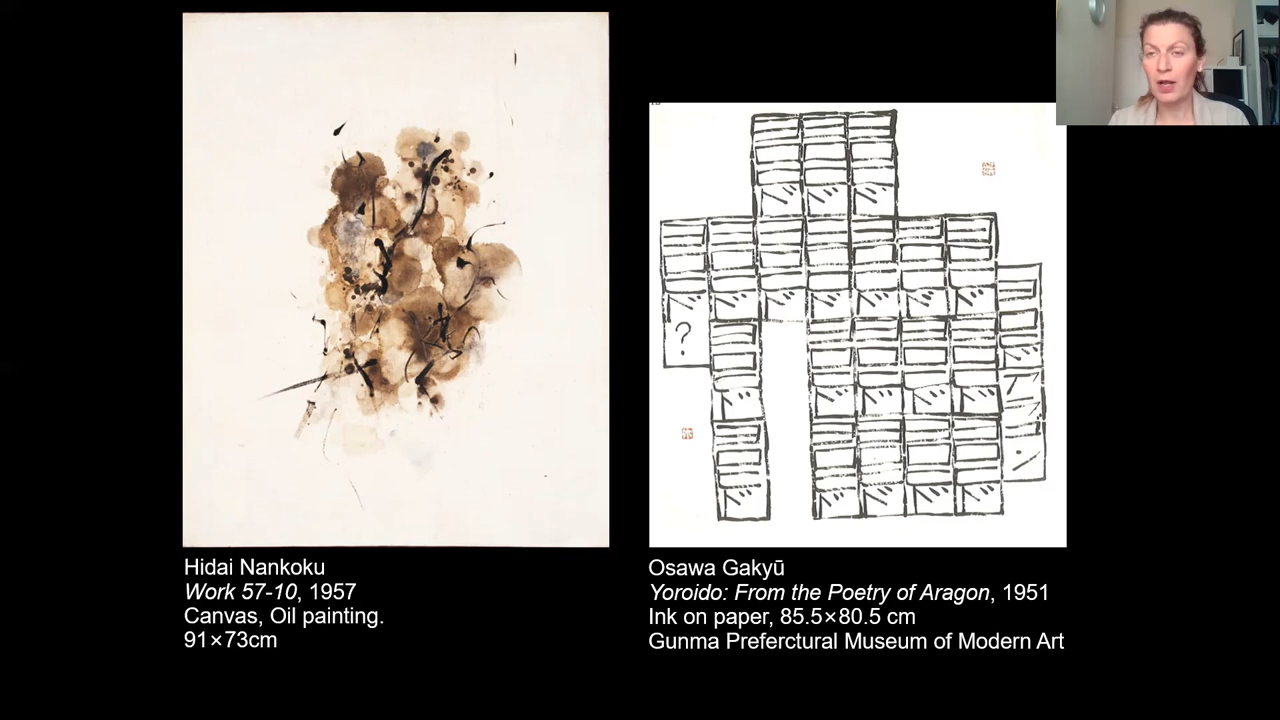 ?
Hidai Nankoku
Work 57-10, 1957
Canvas, Oil painting.
91×73cm
Osawa Gakyū
Yoroido: From the Poetry of Aragon, 1951
Ink on paper, 85.5×80.5 cm
Gunma Preferctural Museum of Modern Art